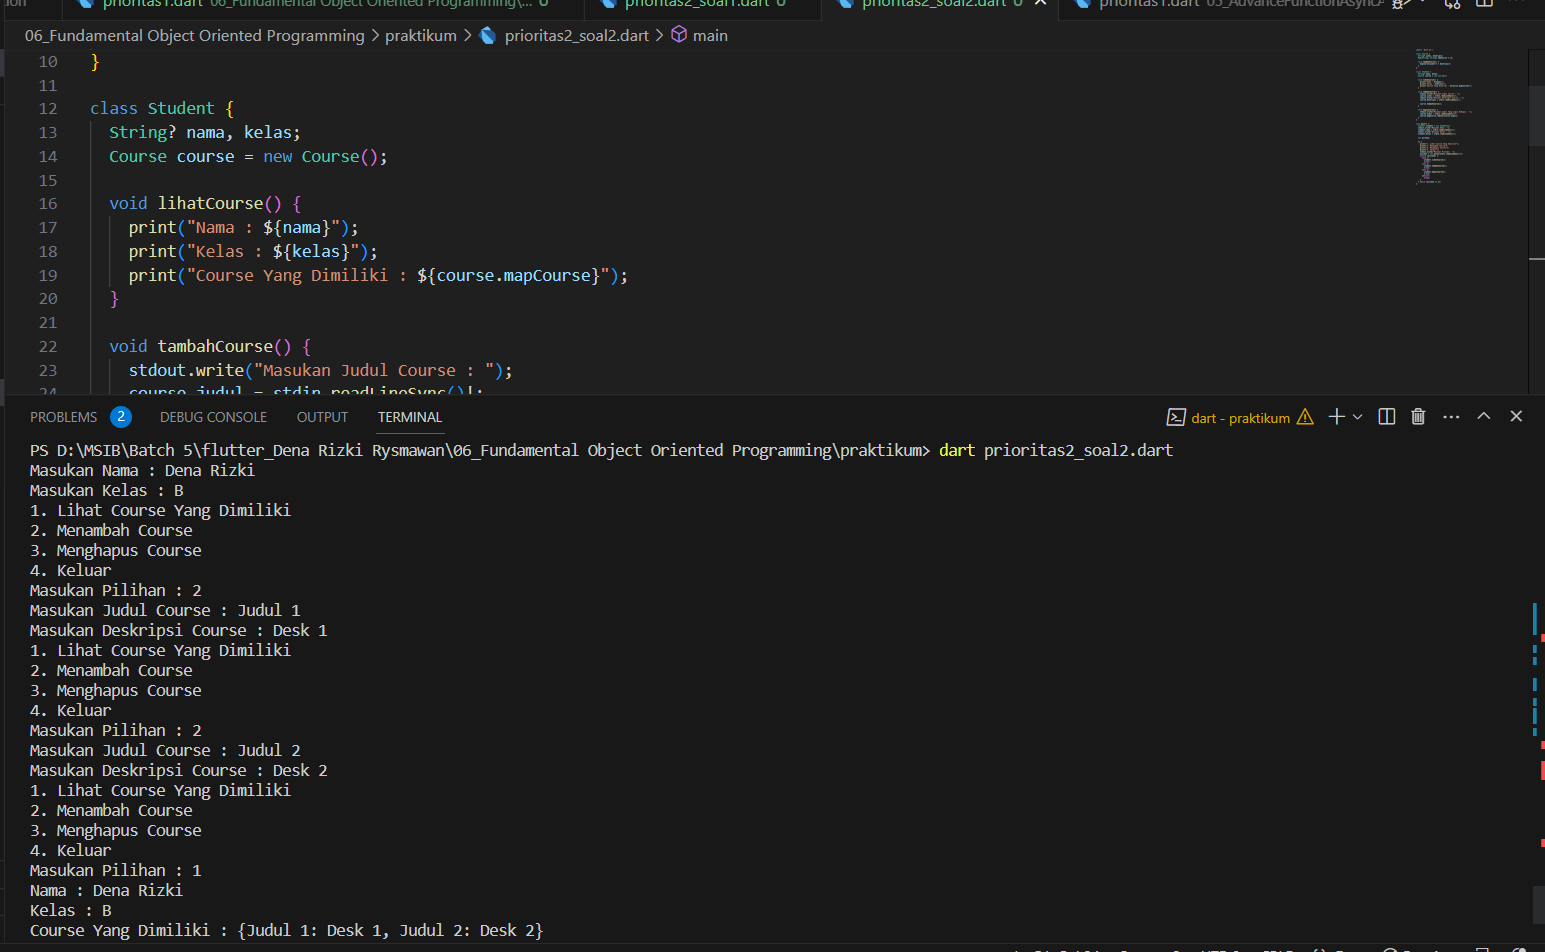 prioritas1.dart 06_Fundamental Object Oriented Programming\... U prioritas2_soal1.dart U prioritas2_soal2.dart U prioritas1.dart
06_Fundamental Object Oriented Programming > praktikum > prioritas2_soal2.dart > main
10 }
11
12 class Student {
13 String? nama, kelas;
14 Course course = new Course();
15
16 void lihatCourse() {
17 print("Nama : ${nama}");
18 print("Kelas : ${kelas}");
19 print("Course Yang Dimiliki : ${course.mapCourse}");
20 }
21
22 void tambahCourse() {
23 stdout.write("Masukan Judul Course : ");
24 course.judul = stdin.readLineSync()!;
PROBLEMS 2 DEBUG CONSOLE OUTPUT TERMINAL dart - praktikum
PS D:\MSIB\Batch 5\flutter_Dena Rizki Rysmawan\06_Fundamental Object Oriented Programming\praktikum> dart prioritas2_soal2.dart
Masukan Nama : Dena Rizki
Masukan Kelas : B
1. Lihat Course Yang Dimiliki
2. Menambah Course
3. Menghapus Course
4. Keluar
Masukan Pilihan : 2
Masukan Judul Course : Judul 1
Masukan Deskripsi Course : Desk 1
1. Lihat Course Yang Dimiliki
2. Menambah Course
3. Menghapus Course
4. Keluar
Masukan Pilihan : 2
Masukan Judul Course : Judul 2
Masukan Deskripsi Course : Desk 2
1. Lihat Course Yang Dimiliki
2. Menambah Course
3. Menghapus Course
4. Keluar
Masukan Pilihan : 1
Nama : Dena Rizki
Kelas : B
Course Yang Dimiliki : {Judul 1: Desk 1, Judul 2: Desk 2}